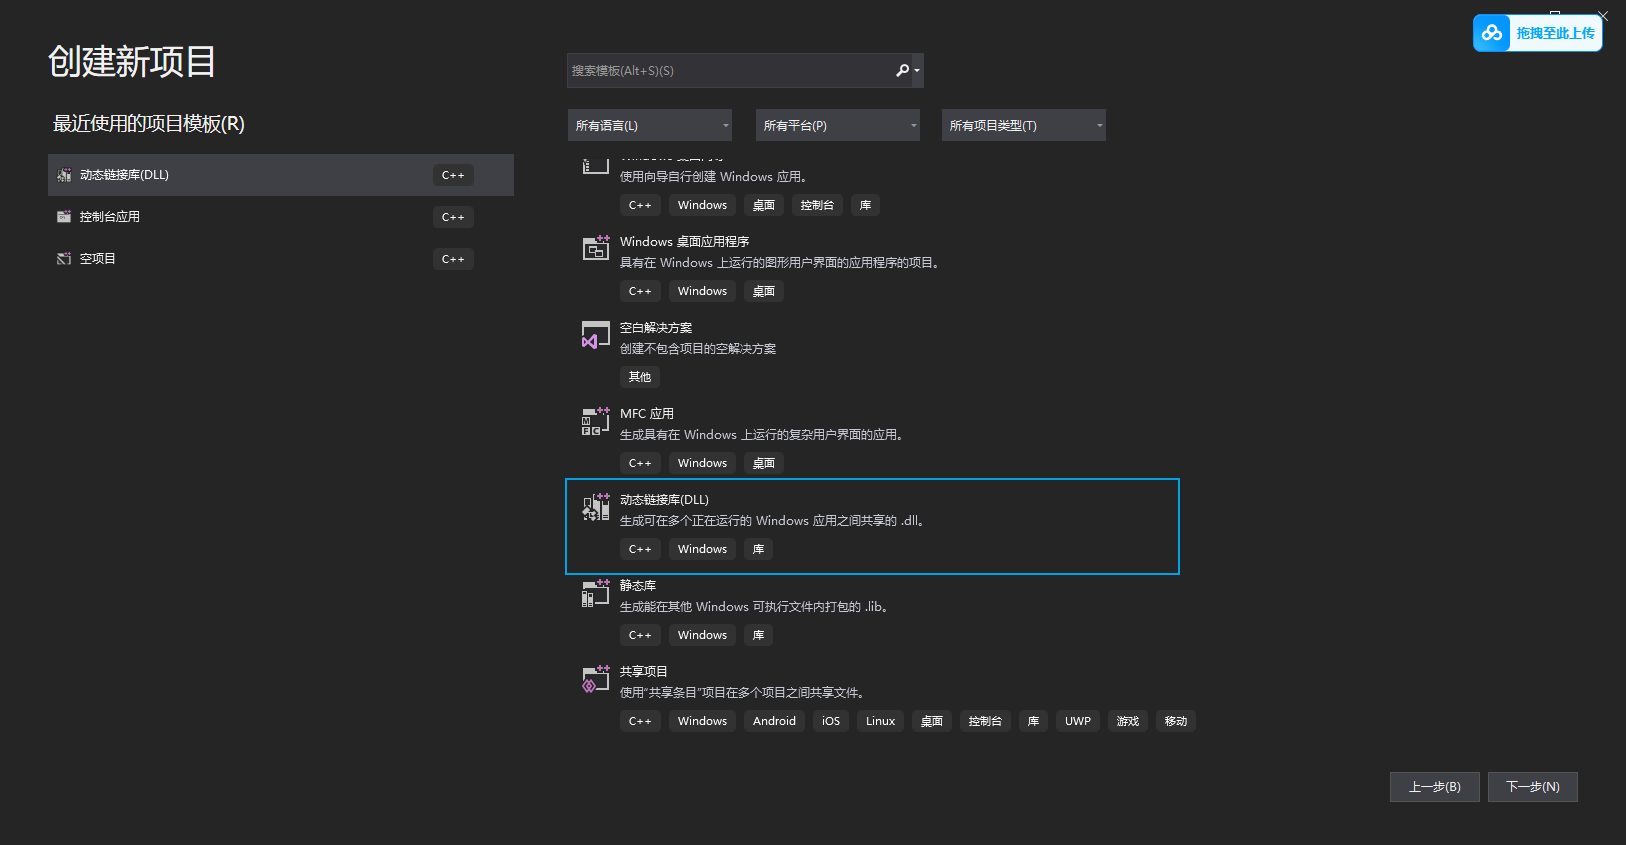 创建新项目
最近使用的项目模板(R)
动态链接库(DLL) C++
控制台应用 C++
空项目 C++
搜索模板(Alt+S)(S)
拖拽至此上传
所有语言(L) 所有平台(P) 所有项目类型(T)
使用向导自行创建 Windows 应用。
C++ Windows 桌面 控制台 库
Windows 桌面应用程序
具有在 Windows 上运行的图形用户界面的应用程序的项目。
C++ Windows 桌面
空白解决方案
创建不包含项目的空解决方案
其他
MFC 应用
生成具有在 Windows 上运行的复杂用户界面的应用。
C++ Windows 桌面
动态链接库(DLL)
生成可在多个正在运行的 Windows 应用之间共享的 .dll。
C++ Windows 库
静态库
生成能在其他 Windows 可执行文件内打包的 .lib。
C++ Windows 库
共享项目
使用“共享条目”项目在多个项目之间共享文件。
C++ Windows Android iOS Linux 桌面 控制台 库 UWP 游戏 移动
上一步(B) 下一步(N)